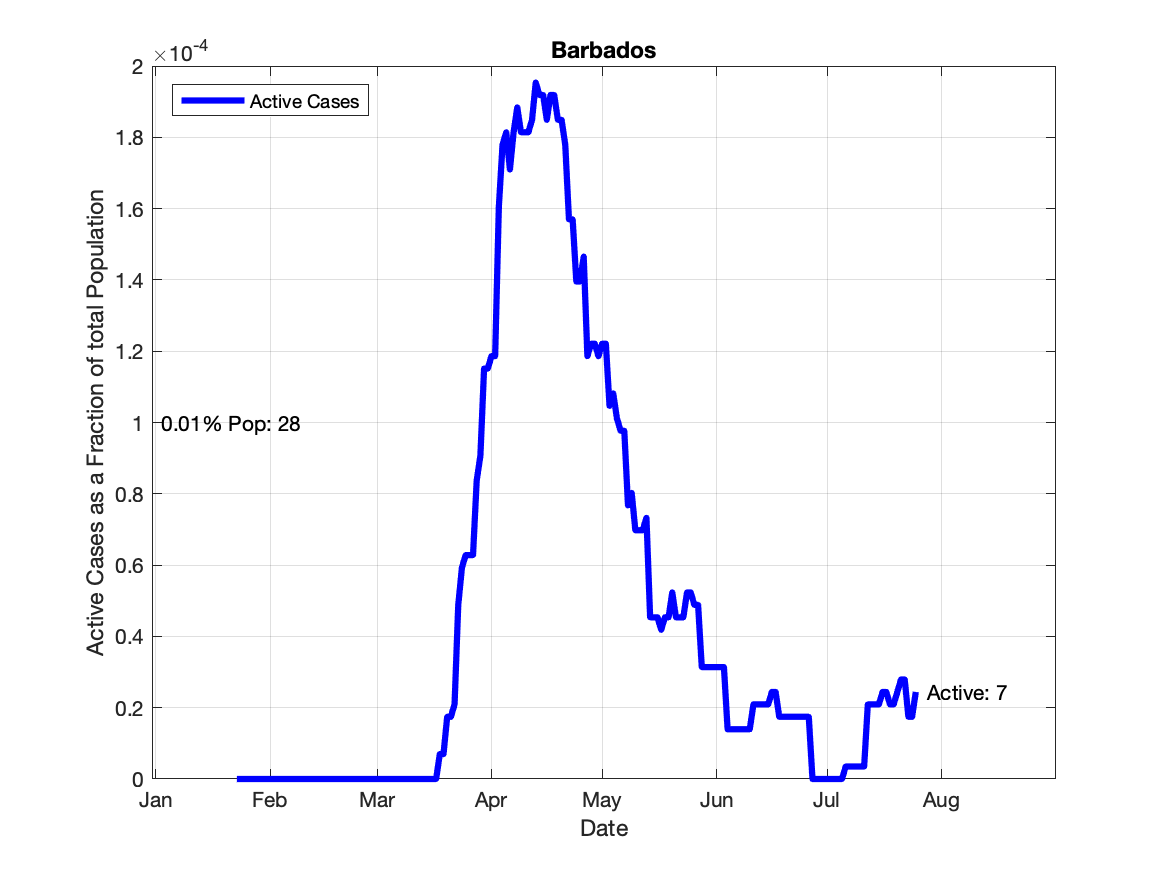 Barbados
×10⁻⁴
Active Cases
Active Cases as a Fraction of total Population
2
1.8
1.6
1.4
1.2
1
0.8
0.6
0.4
0.2
0
0.01% Pop: 28
Active: 7
Jan Feb Mar Apr May Jun Jul Aug
Date